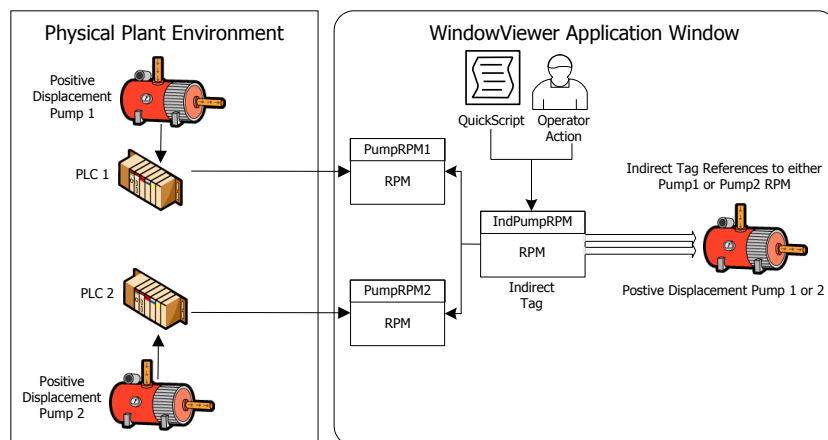 Physical Plant Environment
Positive
Displacement
Pump 1
PLC 1
PLC 2
Positive
Displacement
Pump 2
WindowViewer Application Window
QuickScript
Operator
Action
PumpRPM1
RPM
IndPumpRPM
RPM
Indirect
Tag
PumpRPM2
RPM
Indirect Tag References to either
Pump1 or Pump2 RPM
Postive Displacement Pump 1 or 2